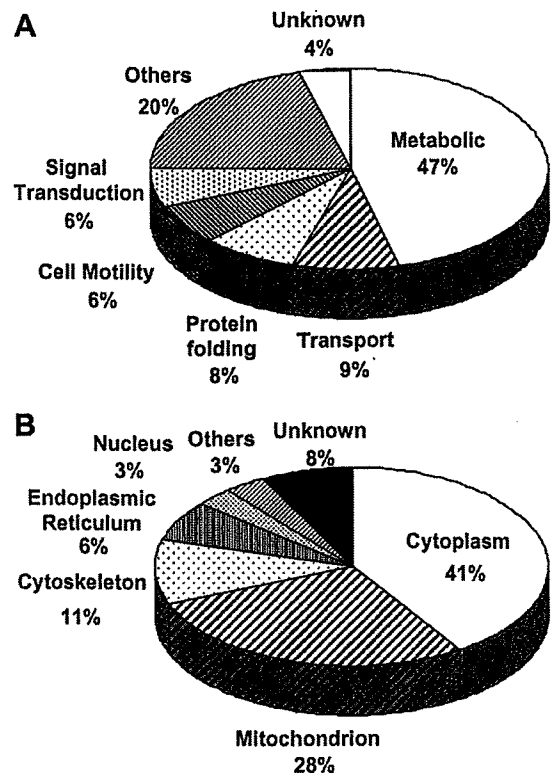 A
Unknown
4%
Others
20%
Metabolic
47%
Signal
Transduction
6%
Cell Motility
6%
Protein
folding
8%
Transport
9%
B
Nucleus
3%
Others
3%
Unknown
8%
Endoplasmic
Reticulum
6%
Cytoplasm
41%
Cytoskeleton
11%
Mitochondrion
28%